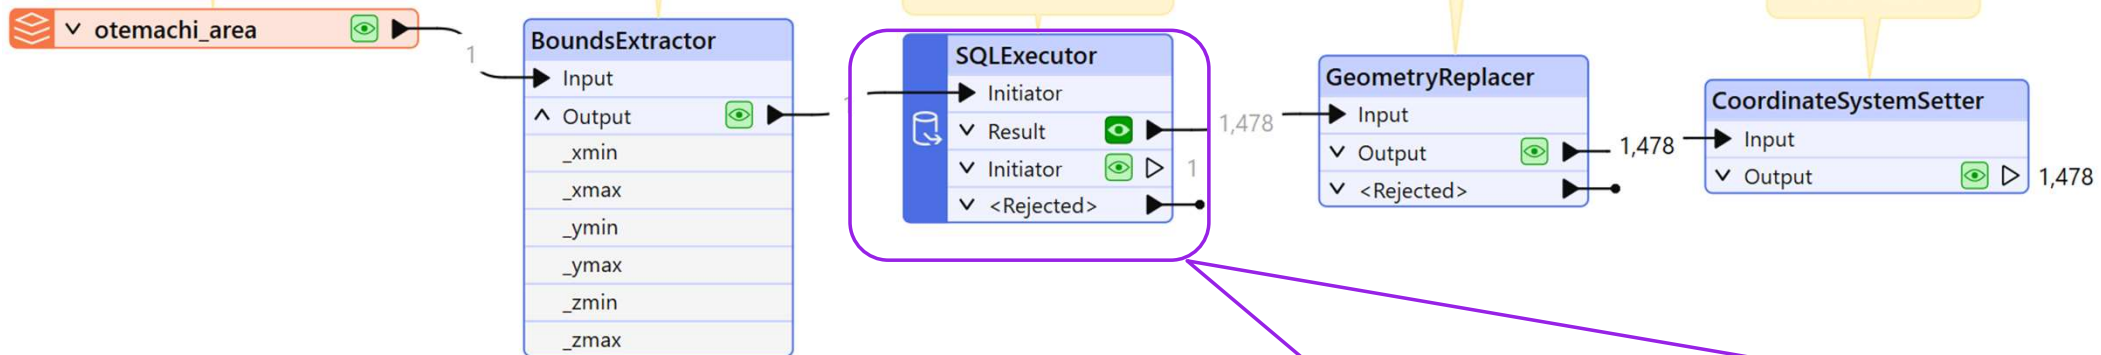 otemachi_area
1
BoundsExtractor
Input
Output
_xmin
_xmax
_ymin
_ymax
_zmin
_zmax
SQLExecutor
Initiator
Result
1,478
Initiator
1
<Rejected>
GeometryReplacer
Input
Output
1,478
<Rejected>
CoordinateSystemSetter
Input
Output
1,478